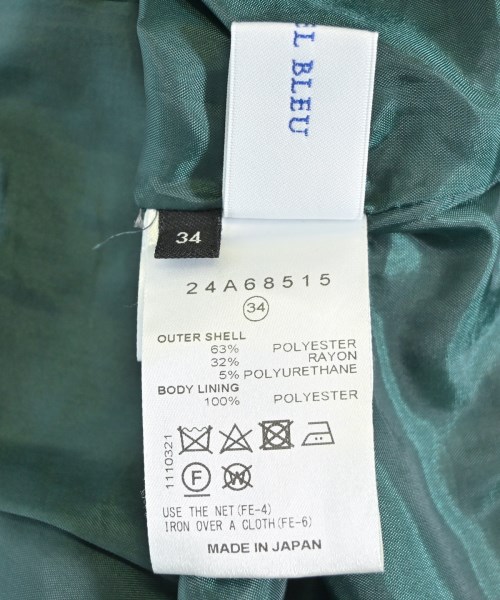 EL BLEU
34
24A68515
34
OUTER SHELL
63% POLYESTER
32% RAYON
5% POLYURETHANE
BODY LINING
100% POLYESTER
1110321
F
W
USE THE NET(FE-4)
IRON OVER A CLOTH(FE-6)
MADE IN JAPAN